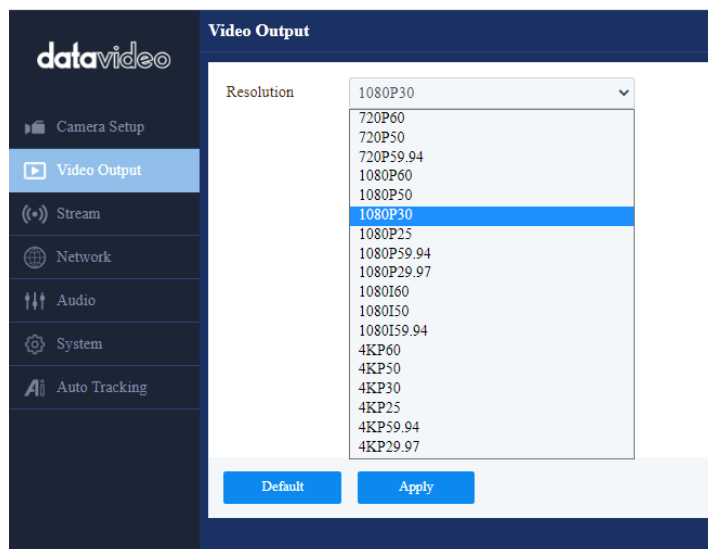 datavideo
Camera Setup
Video Output
Stream
Network
Audio
System
Auto Tracking
Video Output
Resolution
1080P30
720P60
720P50
720P59.94
1080P60
1080P50
1080P30
1080P25
1080P59.94
1080P29.97
1080I60
1080I50
1080I59.94
4KP60
4KP50
4KP30
4KP25
4KP59.94
4KP29.97
Default
Apply